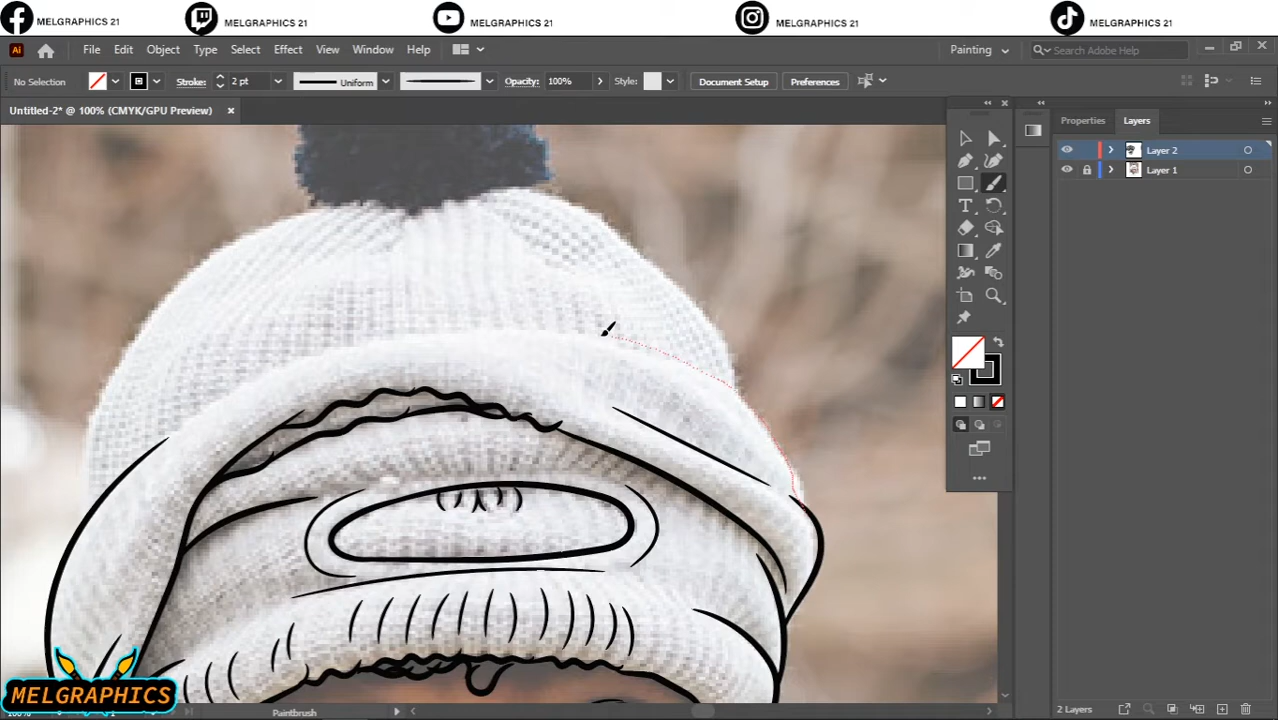 MELGRAPHICS 21 MELGRAPHICS 21 MELGRAPHICS 21 MELGRAPHICS 21 MELGRAPHICS 21
Ai File Edit Object Type Select Effect View Window Help Painting Search Adobe Help
No Selection Stroke: 2 pt Uniform Opacity: 100% Style: Document Setup Preferences
Untitled-2* @ 100% (CMYK/GPU Preview)
Properties Layers
Layer 2
Layer 1
MELGRAPHICS
Paintbrush
2 Layers